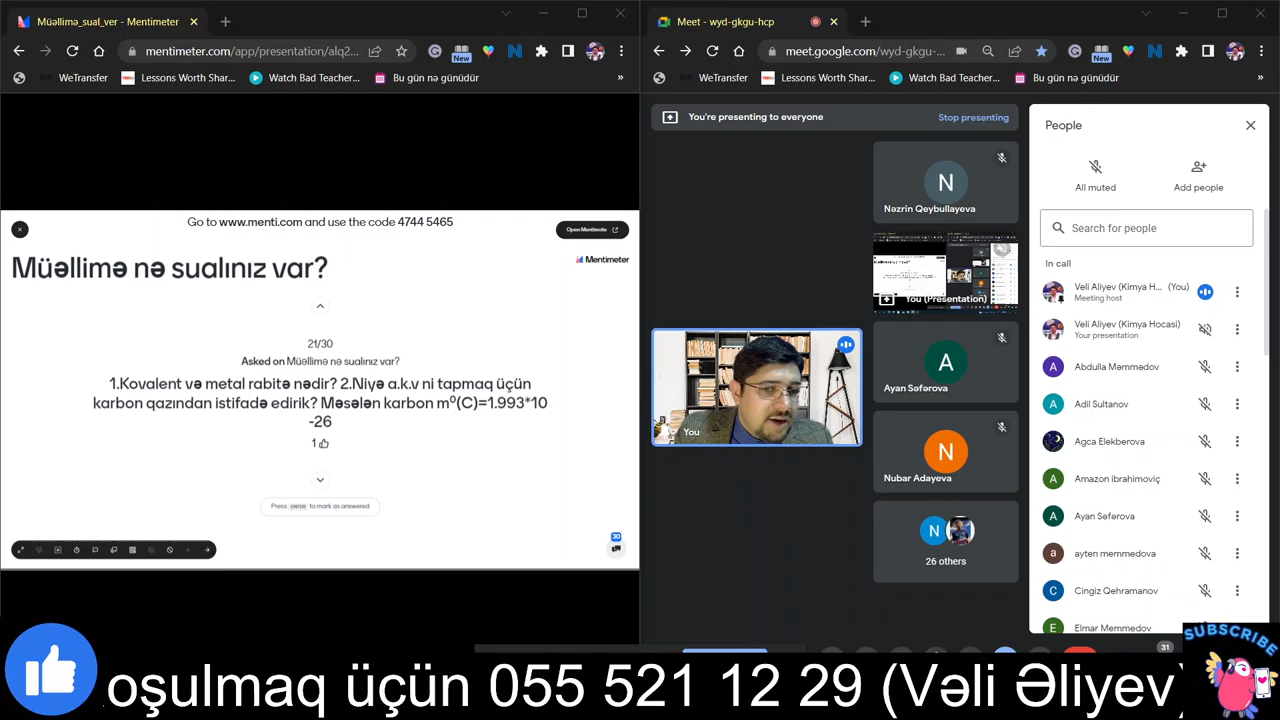 Müəllimə_sual_ver - Mentimeter
mentimeter.com/app/presentation/alq2...
New
WeTransfer
Lessons Worth Shar...
Watch Bad Teacher...
Bu gün nə günüdür
»
Go to www.menti.com and use the code 4744 5465
Open Mentimote
Müəllimə nə sualınız var?
Mentimeter
21/30
Asked on Müəllimə nə sualınız var?
1.Kovalent və metal rabitə nədir? 2.Niyə a.k.v ni tapmaq üçün
karbon qazından istifadə edirik? Məsələn karbon m⁰(C)=1.993*10
-26
1
Press ENTER to mark as answered
30
Meet - wyd-gkgu-hcp
meet.google.com/wyd-gkgu-...
New
WeTransfer
Lessons Worth Shar...
Watch Bad Teacher...
Bu gün nə günüdür
»
You're presenting to everyone
Stop presenting
N
Nəzrin Qeybullayeva
You (Presentation)
A
Ayan Səfərova
You
N
Nubar Adayeva
N
26 others
People
All muted
Add people
Search for people
In call
Veli Aliyev (Kimya H... (You)
Meeting host
Veli Aliyev (Kimya Hocasi)
Your presentation
A Abdulla Məmmədov
A Adil Sultanov
Agca Elekberova
A Amazon ibrahimoviç
A Ayan Səfərova
a ayten memmedova
C Cingiz Qehramanov
E Elmar Memmedov
31
SUBSCRIBE
oşulmaq üçün 055 521 12 29 (Vəli Əliyev)